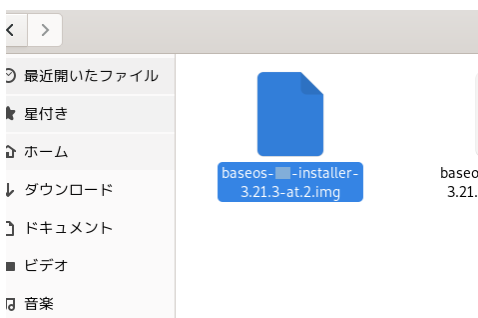 最近開いたファイル
星付き
ホーム
ダウンロード
ドキュメント
ビデオ
音楽
baseos- -installer-
3.21.3-at.2.img
baseo
3.21.